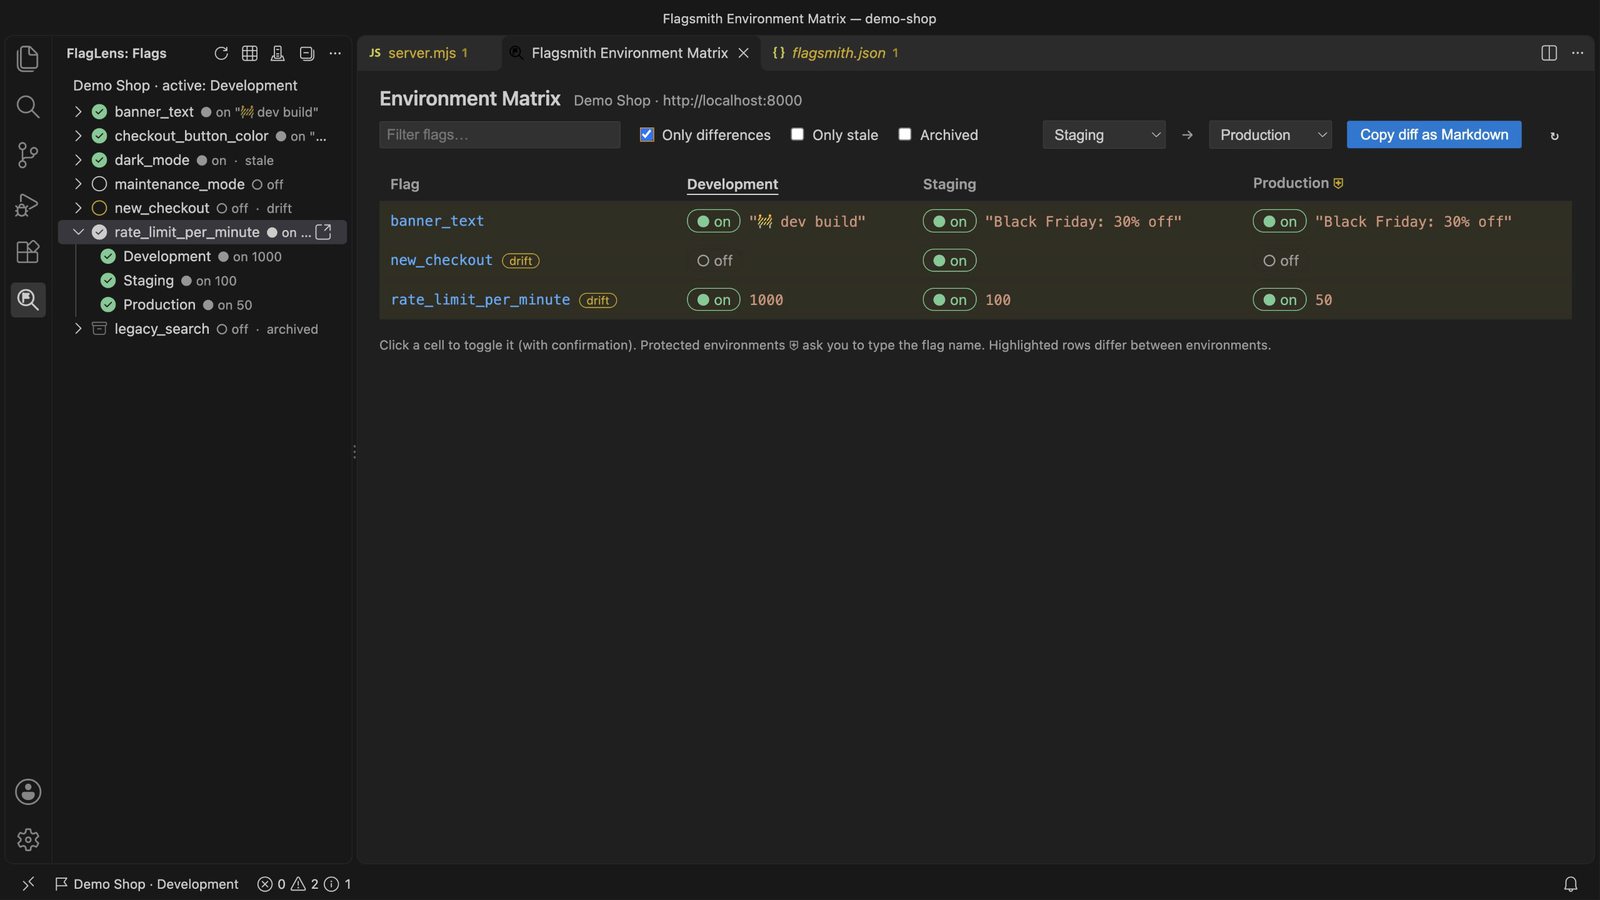 Flagsmith Environment Matrix — demo-shop
FlagLens: Flags
Demo Shop · active: Development
banner_text on "🚧 dev build"
checkout_button_color on "...
dark_mode on · stale
maintenance_mode off
new_checkout off · drift
rate_limit_per_minute on ...
Development on 1000
Staging on 100
Production on 50
legacy_search off · archived
JS server.mjs 1
Flagsmith Environment Matrix
{} flagsmith.json 1
Environment Matrix Demo Shop · http://localhost:8000
Filter flags… Only differences Only stale Archived Staging → Production Copy diff as Markdown ↻
Flag Development Staging Production
banner_text on "🚧 dev build" on "Black Friday: 30% off" on "Black Friday: 30% off"
new_checkout drift off on off
rate_limit_per_minute drift on 1000 on 100 on 50
Click a cell to toggle it (with confirmation). Protected environments ⛨ ask you to type the flag name. Highlighted rows differ between environments.
Demo Shop · Development 0 2 1